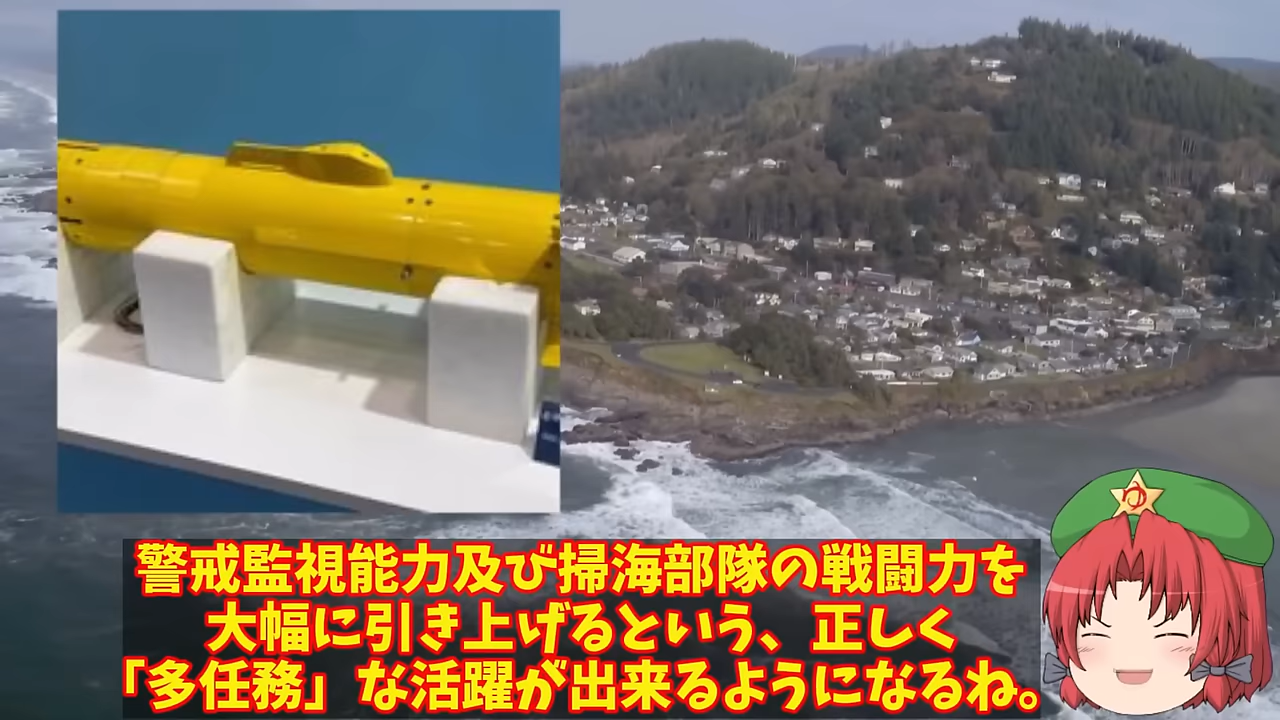 警戒監視能力及び掃海部隊の戦闘力を
大幅に引き上げるという、正しく
「多任務」な活躍が出来るようになるね。